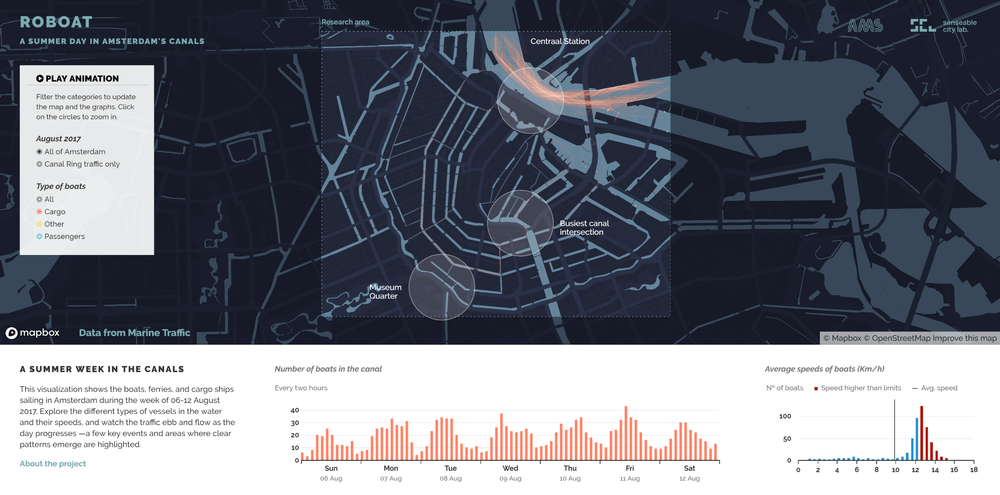 ROBOAT
A SUMMER DAY IN AMSTERDAM'S CANALS
Research area
AMS
senseable
city lab.
Centraal Station
PLAY ANIMATION
Filter the categories to update
the map and the graphs. Click
on the circles to zoom in.
August 2017
All of Amsterdam
Canal Ring traffic only
Type of boats
All
Cargo
Other
Passengers
Busiest canal
intersection
Museum
Quarter
mapbox
Data from Marine Traffic
© Mapbox © OpenStreetMap Improve this map
A SUMMER WEEK IN THE CANALS
This visualization shows the boats, ferries, and cargo ships
sailing in Amsterdam during the week of 06-12 August
2017. Explore the different types of vessels in the water
and their speeds, and watch the traffic ebb and flow as the
day progresses —a few key events and areas where clear
patterns emerge are highlighted.
About the project
Number of boats in the canal
Every two hours
40
30
20
10
0
Sun Mon Tue Wed Thu Fri Sat
06 Aug 07 Aug 08 Aug 09 Aug 10 Aug 11 Aug 12 Aug
Average speeds of boats (Km/h)
Nº of boats Speed higher than limits Avg. speed
100
50
0
0 2 4 6 8 10 12 14 16 18